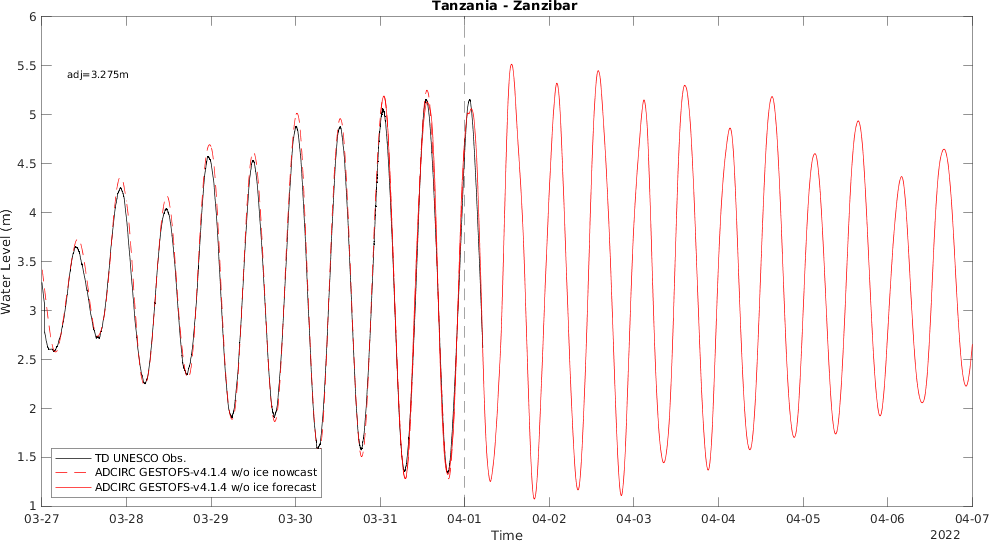 Tanzania - Zanzibar
6
5.5
5
4.5
4
3.5
3
2.5
2
1.5
1
Water Level (m)
adj=3.275m
TD UNESCO Obs.
ADCIRC GESTOFS-v4.1.4 w/o ice nowcast
ADCIRC GESTOFS-v4.1.4 w/o ice forecast
03-27 03-28 03-29 03-30 03-31 04-01 04-02 04-03 04-04 04-05 04-06 04-07
Time
2022